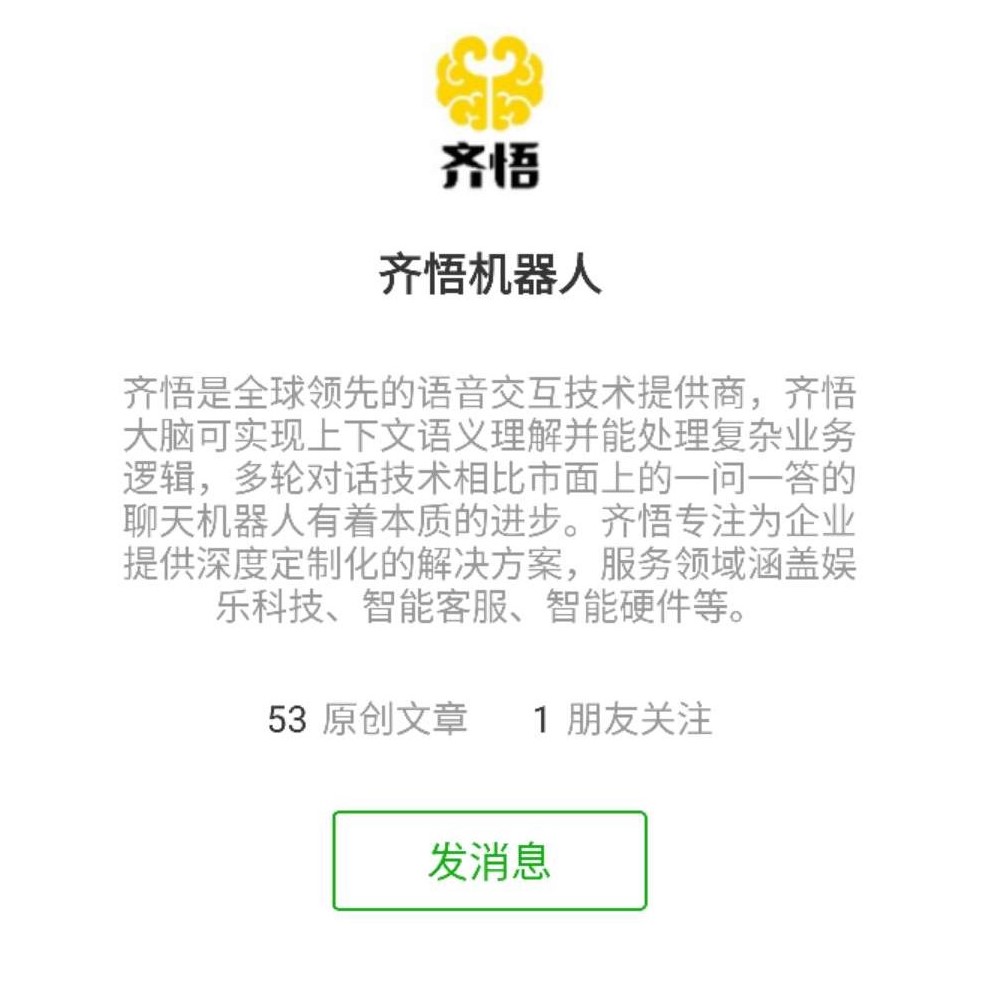 齐悟
齐悟机器人
齐悟是全球领先的语音交互技术提供商，齐悟
大脑可实现上下文语义理解并能处理复杂业务
逻辑，多轮对话技术相比市面上的一问一答的
聊天机器人有着本质的进步。齐悟专注为企业
提供深度定制化的解决方案，服务领域涵盖娱
乐科技、智能客服、智能硬件等。
53 原创文章 1 朋友关注
发消息